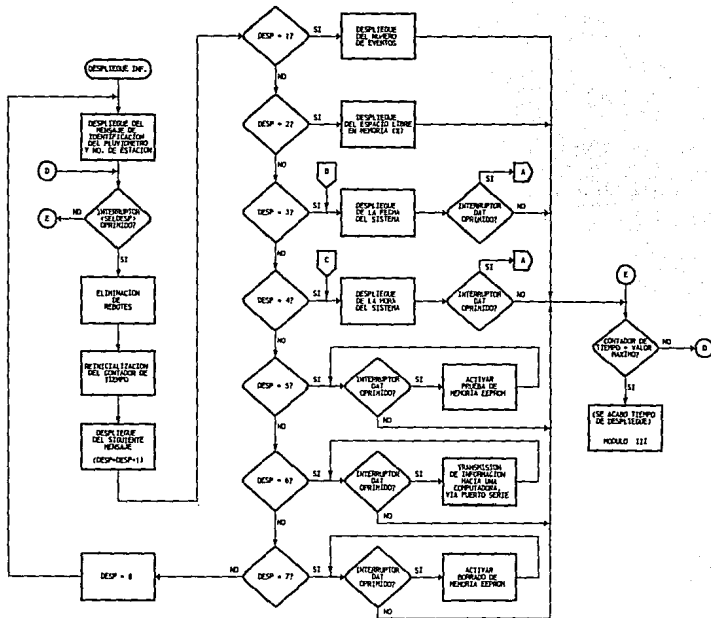 DESPLIEGUE INF.
DESPLIEGUE DEL
MENSAJE DE
IDENTIFICACION
DEL PLUVIOMETRO
Y NO. DE ESTACION
D
INTERRUPTOR
<SELDESP>
OPRIMIDO?
NO
E
SI
ELIMINACION
DE
REBOTES
REINICIALIZACION
DEL CONTADOR DE
TIEMPO
DESPLIEGUE
DEL SIGUIENTE
MENSAJE
(DESP=DESP+1)
DESP = 1?
SI
DESPLIEGUE
DEL NUMERO
DE EVENTOS
NO
DESP = 2?
SI
DESPLIEGUE
DEL ESPACIO LIBRE
EN MEMORIA (%)
NO
DESP = 3?
SI
DESPLIEGUE
DE LA FECHA
DEL SISTEMA
INTERRUPTOR
DAT
OPRIMIDO?
SI
A
NO
NO
C
DESP = 4?
SI
DESPLIEGUE
DE LA HORA
DEL SISTEMA
INTERRUPTOR
DAT
OPRIMIDO?
SI
A
NO
NO
DESP = 5?
SI
INTERRUPTOR
DAT
OPRIMIDO?
SI
ACTIVAR
PRUEBA DE
MEMORIA EEPROM
NO
NO
DESP = 6?
SI
INTERRUPTOR
DAT
OPRIMIDO?
SI
TRANSMISION
DE INFORMACION
HACIA UNA
COMPUTADORA,
VIA PUERTO SERIE
NO
NO
DESP = 7?
SI
INTERRUPTOR
DAT
OPRIMIDO?
SI
ACTIVAR
BORRADO DE
MEMORIA EEPROM
NO
NO
DESP = 0
E
CONTADOR DE
TIEMPO = VALOR
MAXIMO?
NO
D
SI
(SE ACABO TIEMPO
DE DESPLIEGUE)
MODULO III